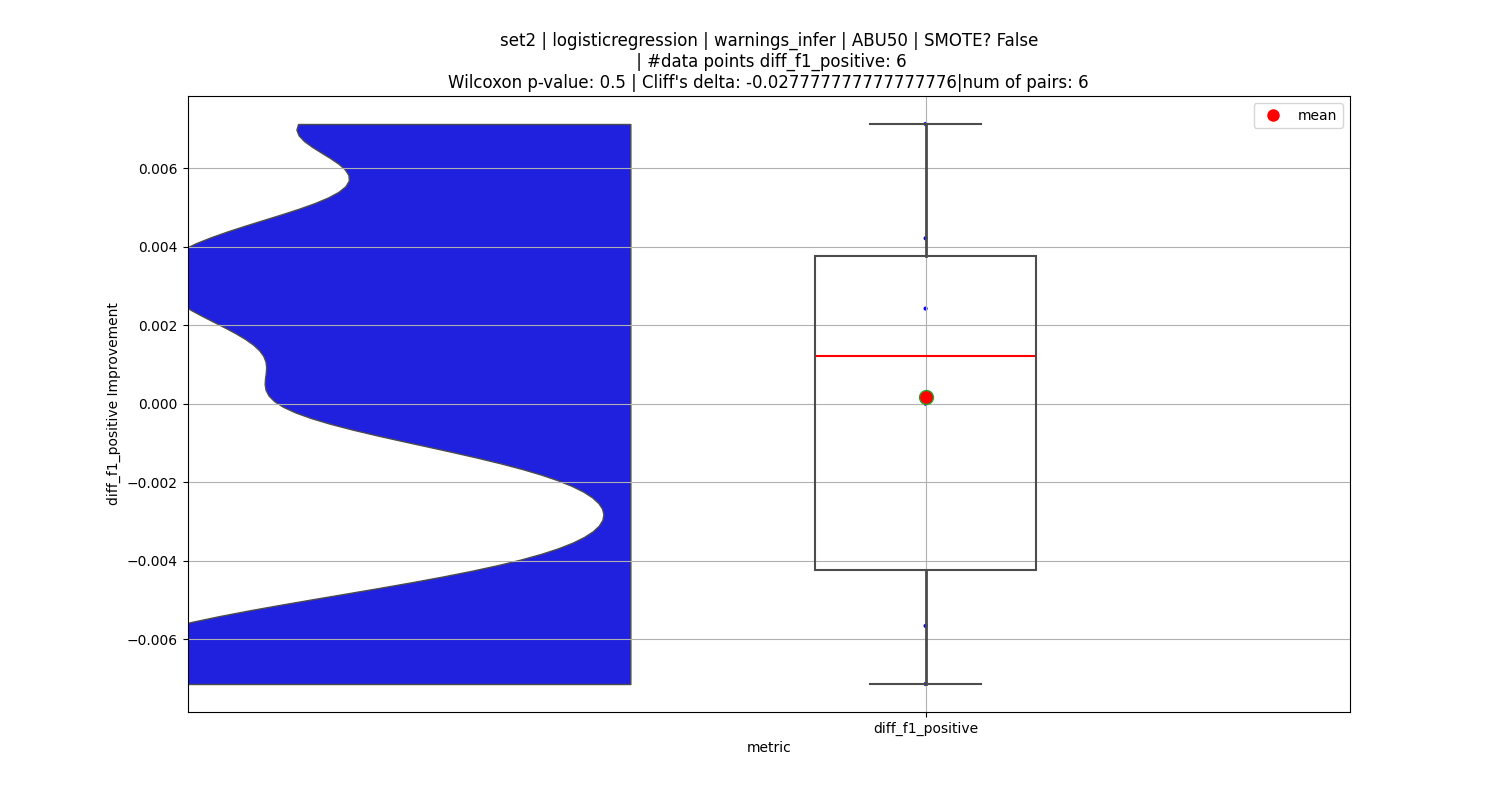 set2 | logisticregression | warnings_infer | ABU50 | SMOTE? False
| #data points diff_f1_positive: 6
Wilcoxon p-value: 0.5 | Cliff's delta: -0.027777777777777776|num of pairs: 6
mean
0.006
0.004
0.002
0.000
−0.002
−0.004
−0.006
diff_f1_positive Improvement
diff_f1_positive
metric